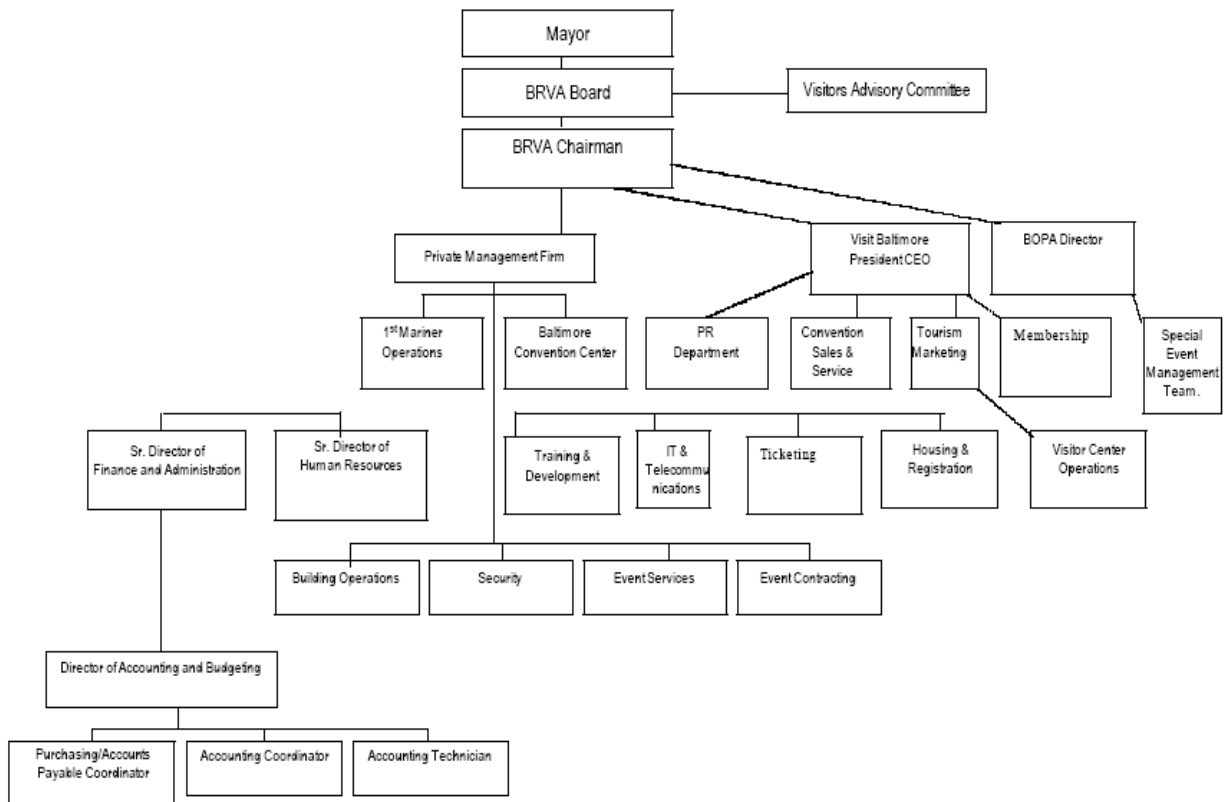 Mayor
BRVA Board
Visitors Advisory Committee
BRVA Chairman
Private Management Firm
Visit Baltimore
President CEO
BOPA Director
1st Mariner
Operations
Baltimore
Convention Center
PR
Department
Convention
Sales &
Service
Tourism
Marketing
Membership
Special
Event
Management
Team.
Sr. Director of
Finance and Administration
Sr. Director of
Human Resources
Training &
Development
IT &
Telecommu
nications
Ticketing
Housing &
Registration
Visitor Center
Operations
Building Operations
Security
Event Services
Event Contracting
Director of Accounting and Budgeting
Purchasing/Accounts
Payable Coordinator
Accounting Coordinator
Accounting Technician